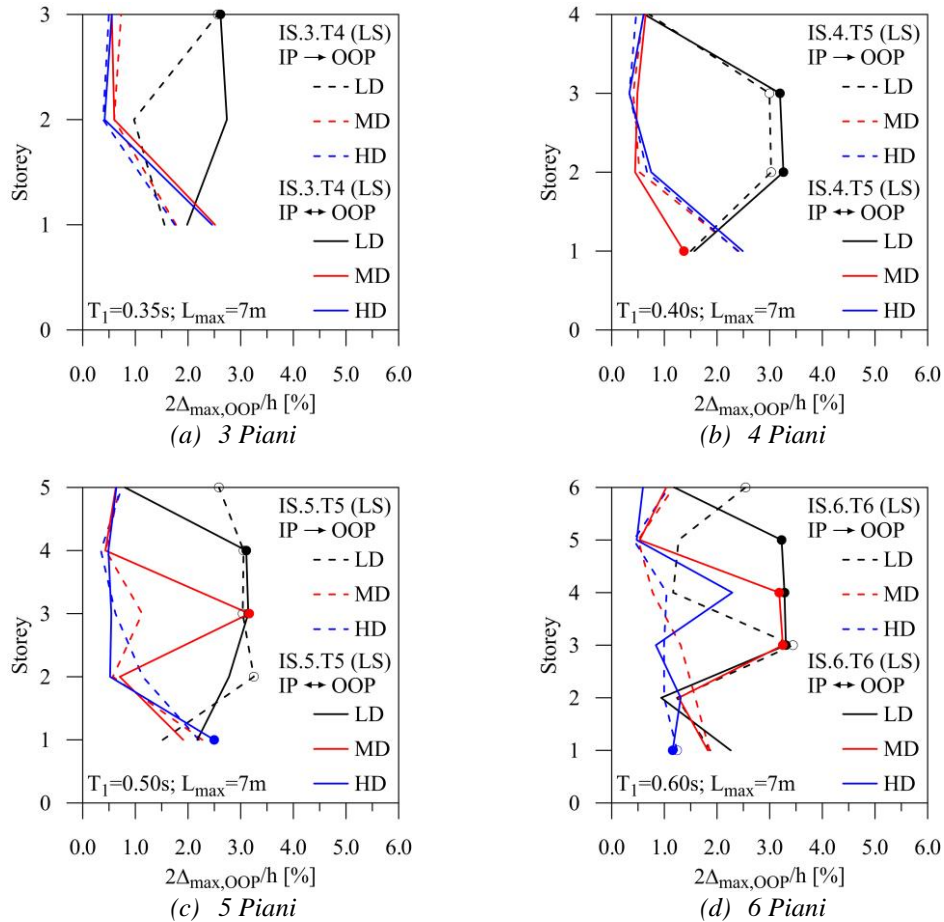 3
IS.3.T4 (LS)
IP → OOP
LD
2
MD
HD
IS.3.T4 (LS)
IP ↔ OOP
1
LD
MD
T1=0.35s; Lmax=7m
HD
0
Storey
0.0 1.0 2.0 3.0 4.0 5.0 6.0
2Δmax,OOP/h [%]
(a) 3 Piani
4
IS.4.T5 (LS)
IP → OOP
LD
3
MD
HD
2
IS.4.T5 (LS)
IP ↔ OOP
LD
1
MD
T1=0.40s; Lmax=7m
HD
0
Storey
0.0 1.0 2.0 3.0 4.0 5.0 6.0
2Δmax,OOP/h [%]
(b) 4 Piani
5
IS.5.T5 (LS)
IP → OOP
4
LD
MD
3
HD
IS.5.T5 (LS)
2
IP ↔ OOP
LD
1
MD
T1=0.50s; Lmax=7m
HD
0
Storey
0.0 1.0 2.0 3.0 4.0 5.0 6.0
2Δmax,OOP/h [%]
(c) 5 Piani
6
IS.6.T6 (LS)
IP → OOP
5
LD
4
MD
HD
3
IS.6.T6 (LS)
IP ↔ OOP
2
LD
1
MD
T1=0.60s; Lmax=7m
HD
0
Storey
0.0 1.0 2.0 3.0 4.0 5.0 6.0
2Δmax,OOP/h [%]
(d) 6 Piani